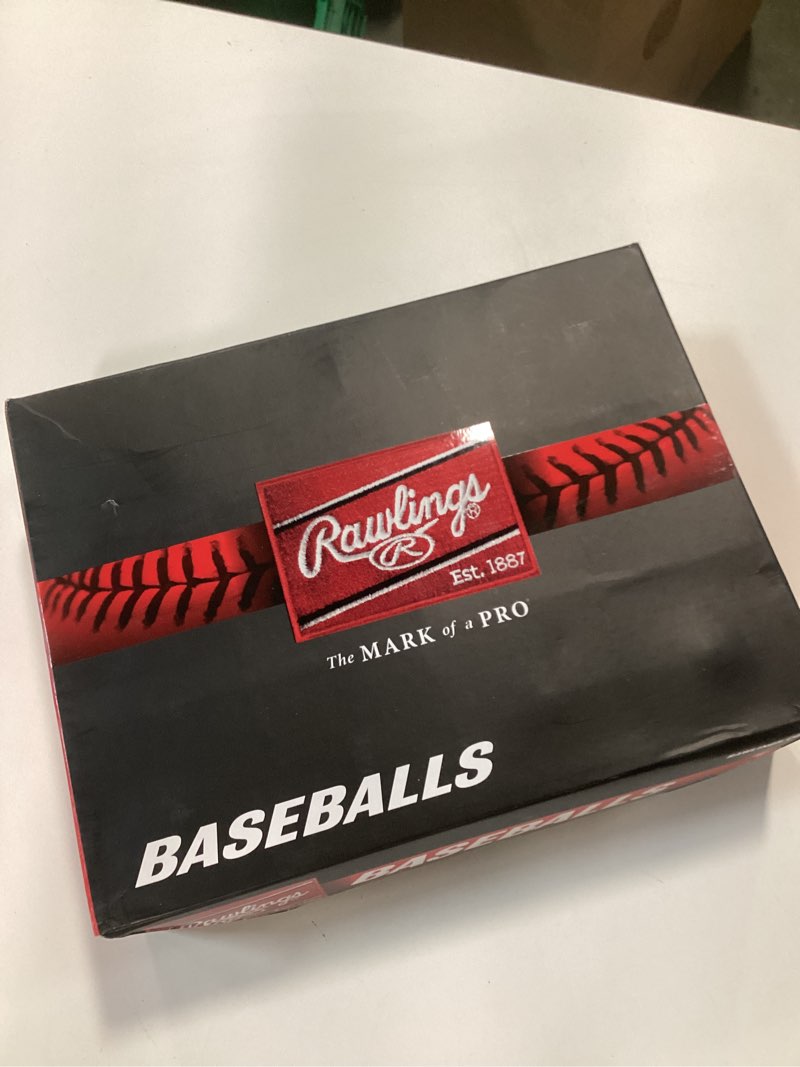 Rawlings®
R
Est. 1887
The MARK of a PRO
BASEBALLS
BASEBALLS
Rawlings